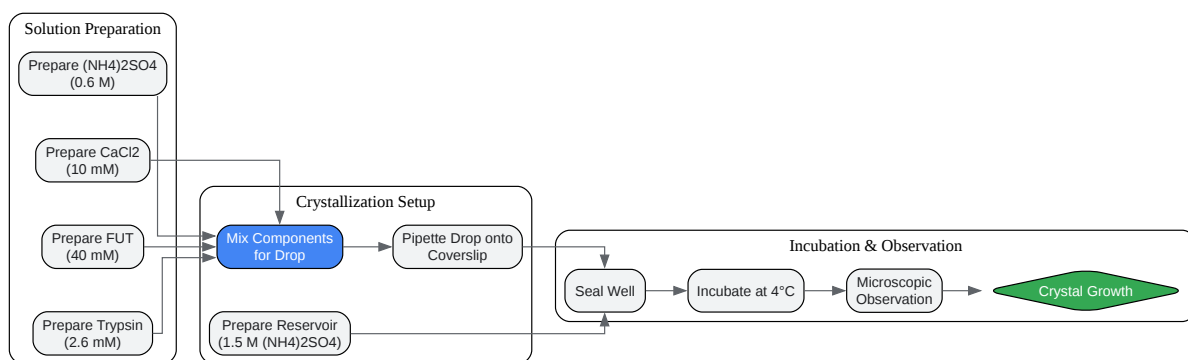 Solution Preparation
Prepare (NH4)2SO4
(0.6 M)
Prepare CaCl2
(10 mM)
Prepare FUT
(40 mM)
Prepare Trypsin
(2.6 mM)
Crystallization Setup
Mix Components
for Drop
Pipette Drop onto
Coverslip
Prepare Reservoir
(1.5 M (NH4)2SO4)
Incubation & Observation
Seal Well
Incubate at 4°C
Microscopic
Observation
Crystal Growth